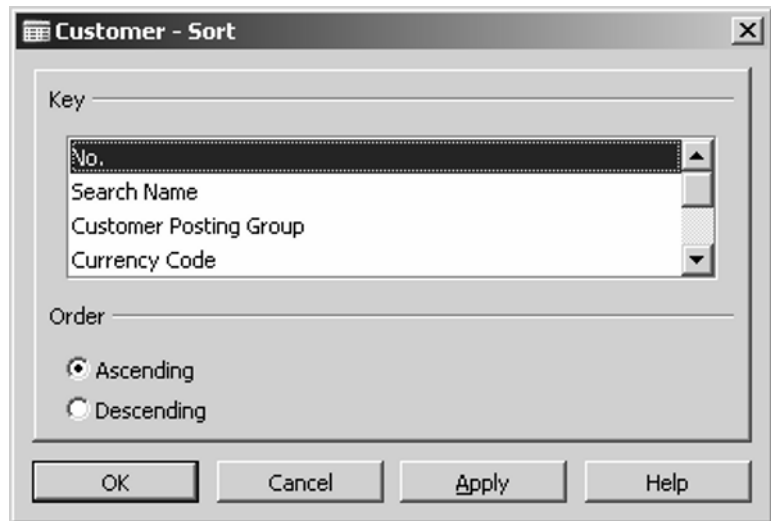 Customer - Sort
Key
No.
Search Name
Customer Posting Group
Currency Code
Order
Ascending
Descending
OK Cancel Apply Help